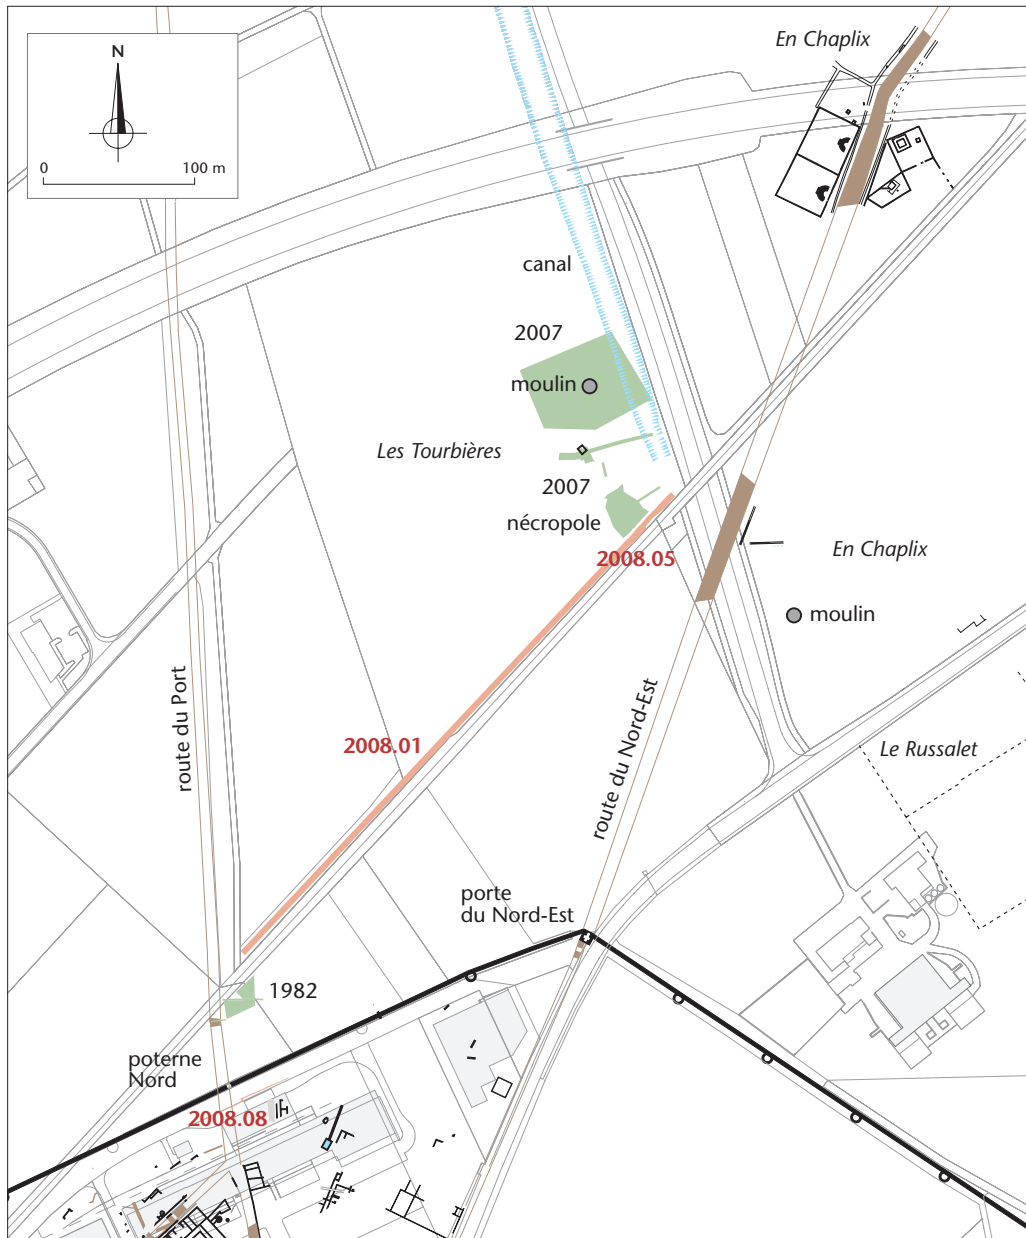 En Chaplix
N
0 100 m
canal
2007
moulin
Les Tourbières
2007
nécropole
2008.05
En Chaplix
moulin
route du Port
route du Nord-Est
2008.01
Le Russalet
porte
du Nord-Est
1982
poterne
Nord
2008.08